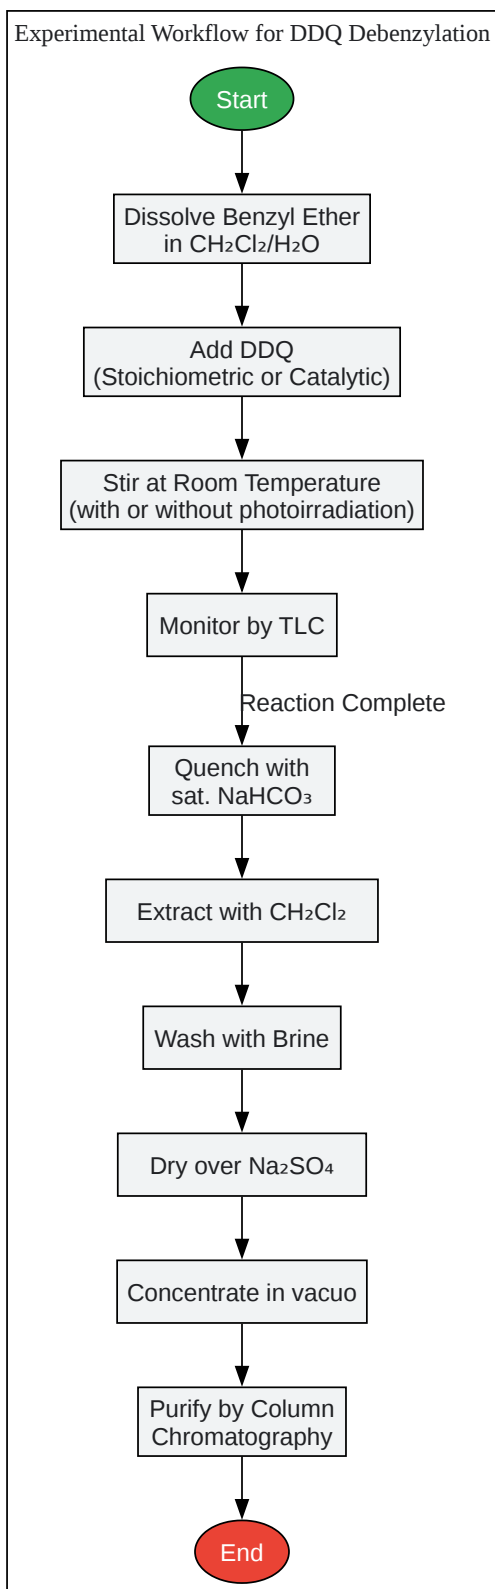 Experimental Workflow for DDQ Debenzylation
Start
Dissolve Benzyl Ether
in CH₂Cl₂/H₂O
Add DDQ
(Stoichiometric or Catalytic)
Stir at Room Temperature
(with or without photoirradiation)
Monitor by TLC
Reaction Complete
Quench with
sat. NaHCO₃
Extract with CH₂Cl₂
Wash with Brine
Dry over Na₂SO₄
Concentrate in vacuo
Purify by Column
Chromatography
End